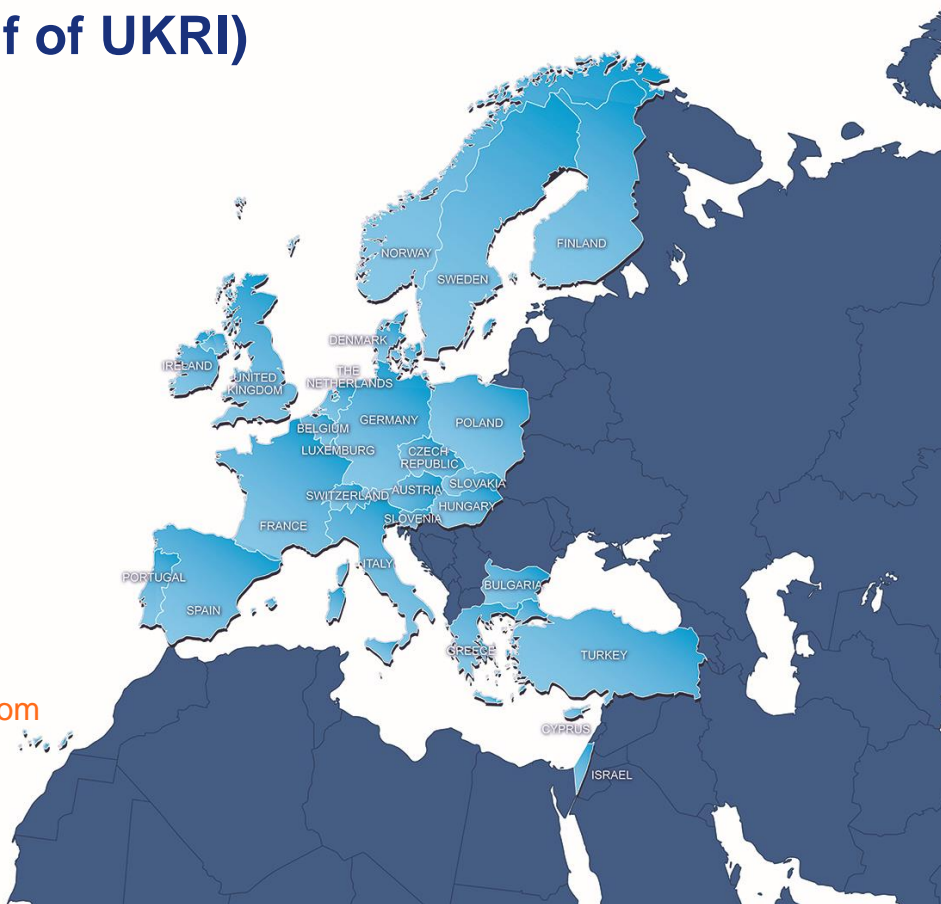 f of UKRI)
NORWAY
FINLAND
SWEDEN
DENMARK
IRELAND
UNITED
KINGDOM
THE
NETHERLANDS
GERMANY
POLAND
BELGIUM
LUXEMBURG
CZECH
REPUBLIC
SLOVAKIA
AUSTRIA
SWITZERLAND
HUNGARY
SLOVENIA
FRANCE
ITALY
PORTUGAL
SPAIN
BULGARIA
GREECE
TURKEY
om
CYPRUS
ISRAEL